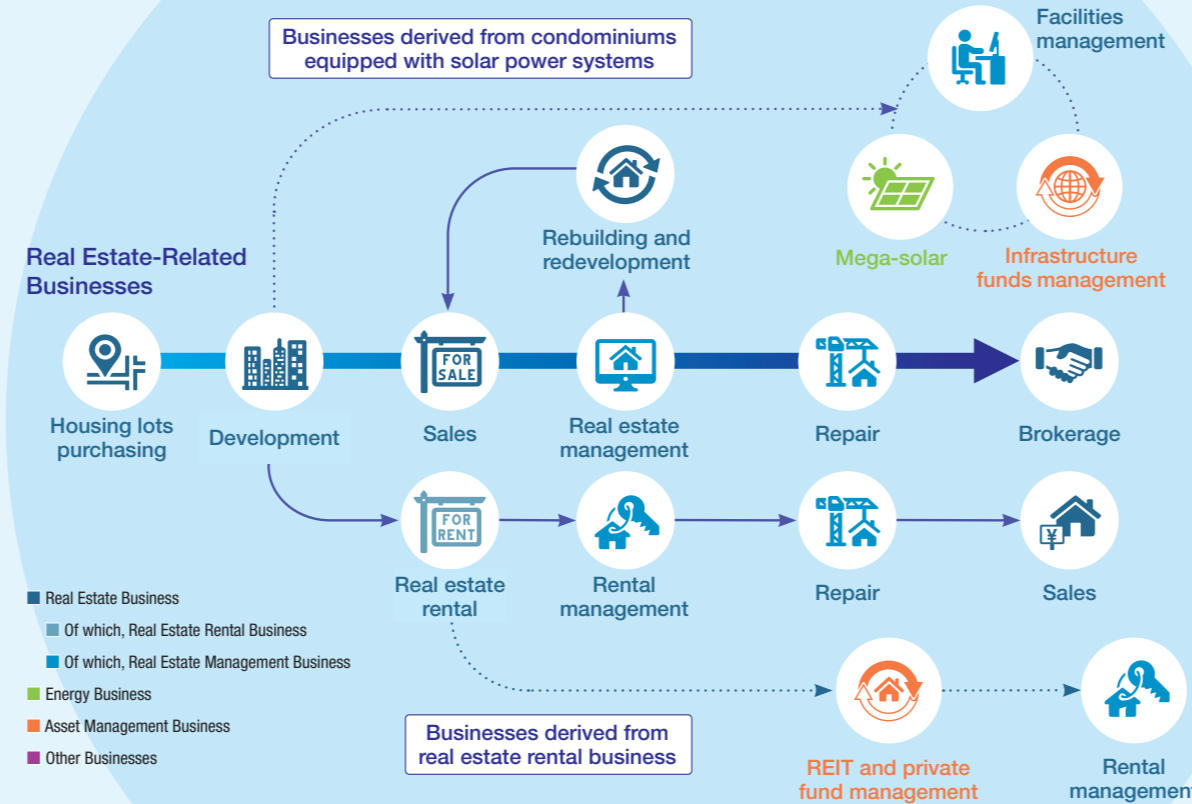 Businesses derived from condominiums
equipped with solar power systems
Facilities
management
Mega-solar
Infrastructure
funds management
Rebuilding and
redevelopment
Real Estate-Related
Businesses
FOR
SALE
Housing lots
purchasing
Development
Sales
Real estate
management
Repair
Brokerage
FOR
RENT
¥
Real estate
rental
Rental
management
Repair
Sales
Real Estate Business
Of which, Real Estate Rental Business
Of which, Real Estate Management Business
Energy Business
Asset Management Business
Other Businesses
Businesses derived from
real estate rental business
REIT and private
fund management
Rental
management